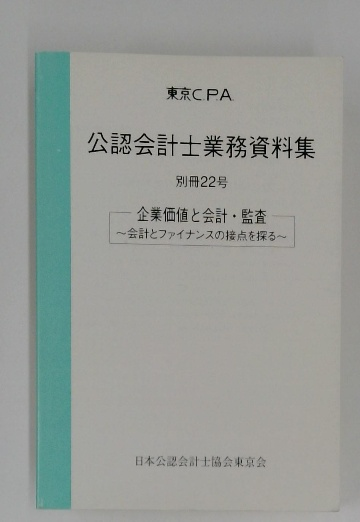 東京CPA
公認会計士業務資料集
別冊22号
企業価値と会計・監査
～会計とファイナンスの接点を探る～
日本公認会計士協会東京会